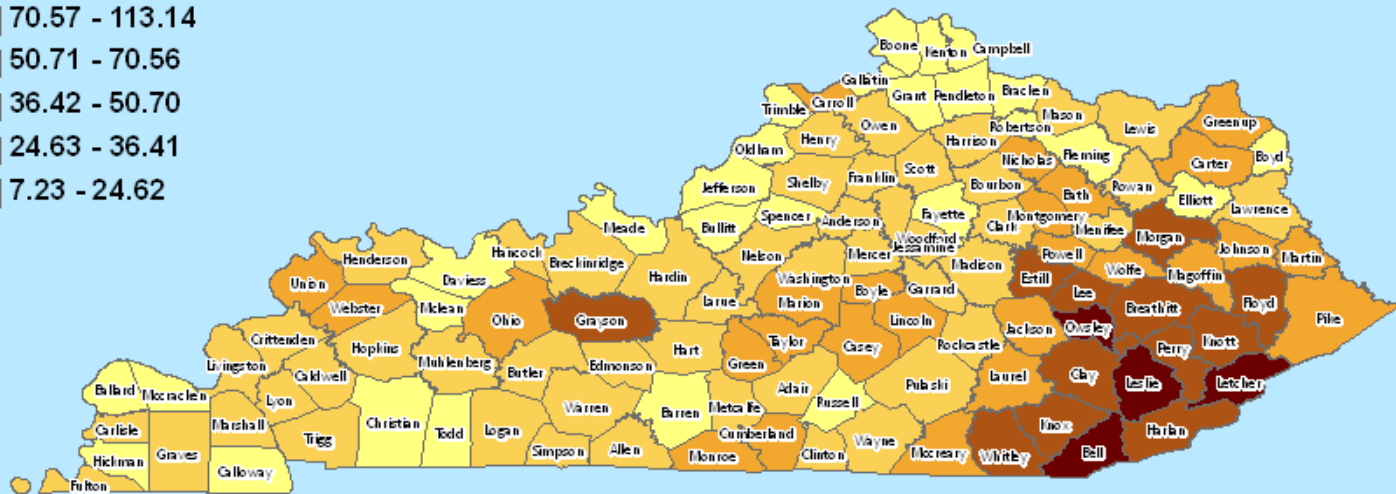 70.57 - 113.14
50.71 - 70.56
36.42 - 50.70
24.63 - 36.41
7.23 - 24.62
Boone
Kenton
Campbell
Gallatin
Grant
Pendleton
Bracken
Trimble
Carroll
Owen
Robertson
Mason
Lewis
Greenup
Henry
Harrison
Oldham
Nicholas
Fleming
Carter
Boyd
Jefferson
Shelby
Franklin
Scott
Bourbon
Bath
Rowan
Elliott
Lawrence
Meade
Bullitt
Spencer
Anderson
Fayette
Woodford
Jessamine
Clark
Montgomery
Menifee
Morgan
Johnson
Martin
Henderson
Hancock
Breckinridge
Nelson
Mercer
Madison
Powell
Union
Daviess
Hardin
Washington
Estill
Wolfe
Magoffin
Webster
Mclean
Ohio
Grayson
Larue
Marion
Boyle
Garrard
Lee
Breathitt
Floyd
Pike
Crittenden
Hopkins
Hart
Taylor
Casey
Lincoln
Rockcastle
Jackson
Owsley
Perry
Knott
Livingston
Caldwell
Muhlenberg
Butler
Edmonson
Green
Adair
Pulaski
Laurel
Clay
Leslie
Letcher
Ballard
Mccracken
Lyon
Warren
Barren
Metcalfe
Russell
Carlisle
Marshall
Trigg
Christian
Todd
Logan
Cumberland
Knox
Harlan
Hickman
Graves
Calloway
Simpson
Allen
Monroe
Clinton
Wayne
Mccreary
Whitley
Bell
Fulton